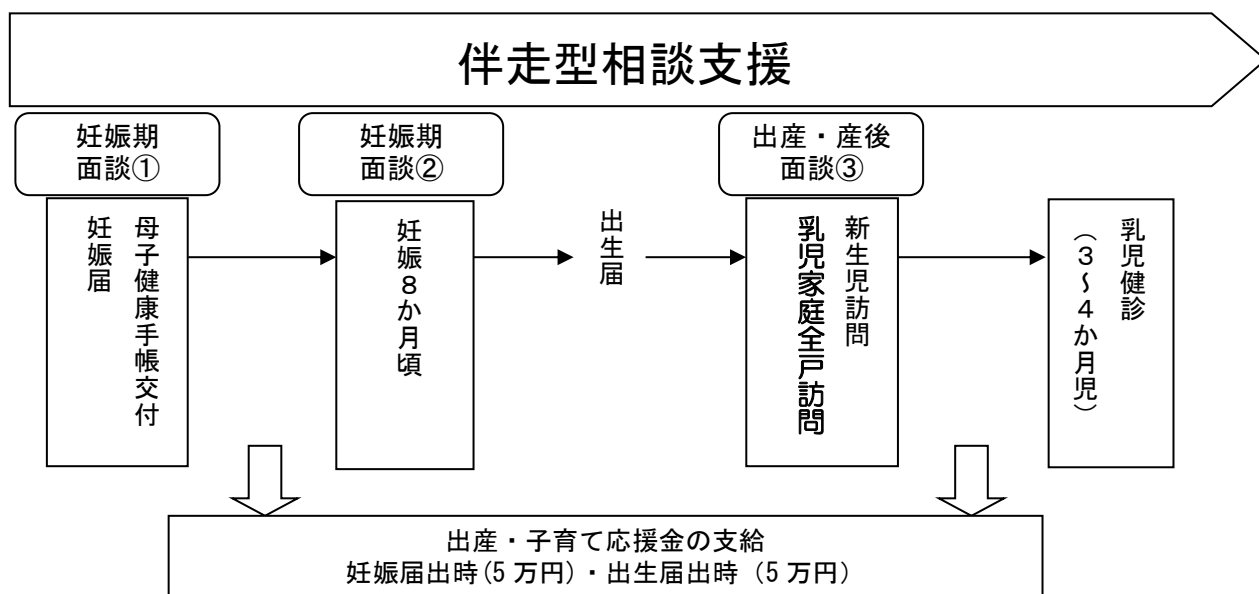 伴走型相談支援
妊娠期
面談①
妊娠期
面談②
出産・産後
面談③
母子健康手帳交付
妊娠届
妊娠８か月頃
出生届
新生児訪問
乳児家庭全戸訪問
乳児健診
（３～４か月児）
出産・子育て応援金の支給
妊娠届出時(5 万円)・出生届出時（5 万円）